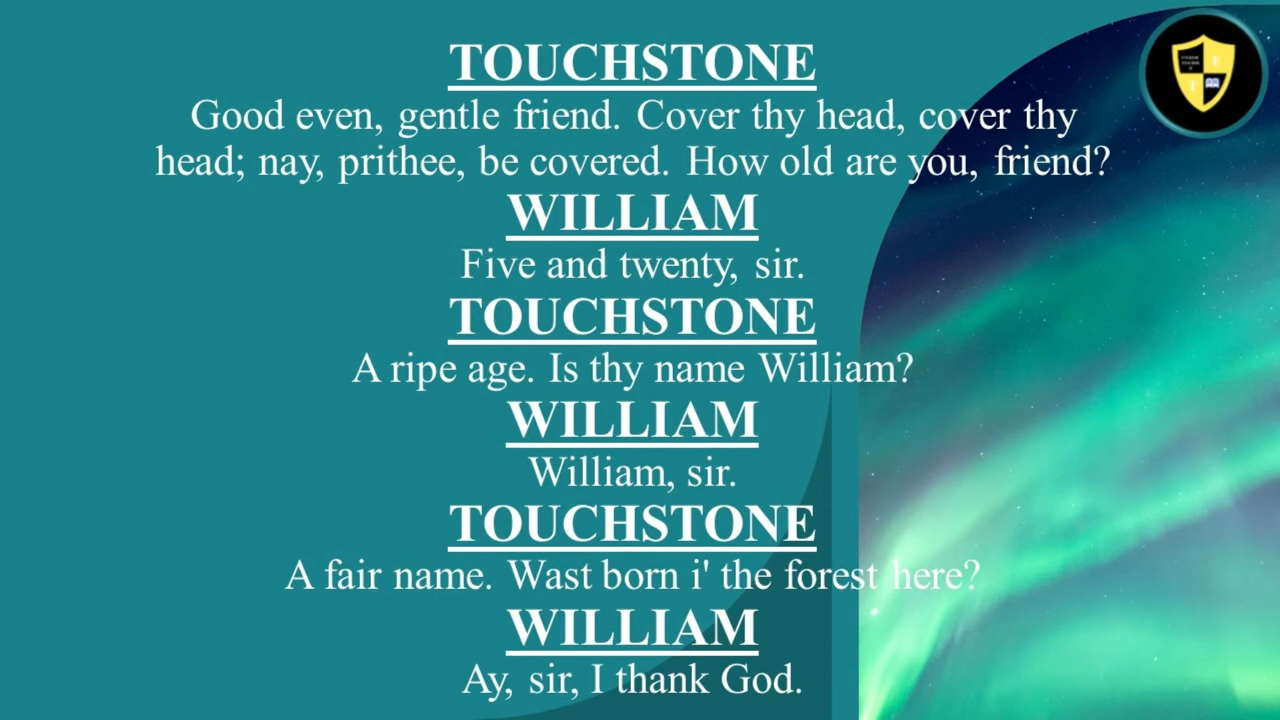 TOUCHSTONE
Good even, gentle friend. Cover thy head, cover thy
head; nay, prithee, be covered. How old are you, friend?
WILLIAM
Five and twenty, sir.
TOUCHSTONE
A ripe age. Is thy name William?
WILLIAM
William, sir.
TOUCHSTONE
A fair name. Wast born i' the forest here?
WILLIAM
Ay, sir, I thank God.